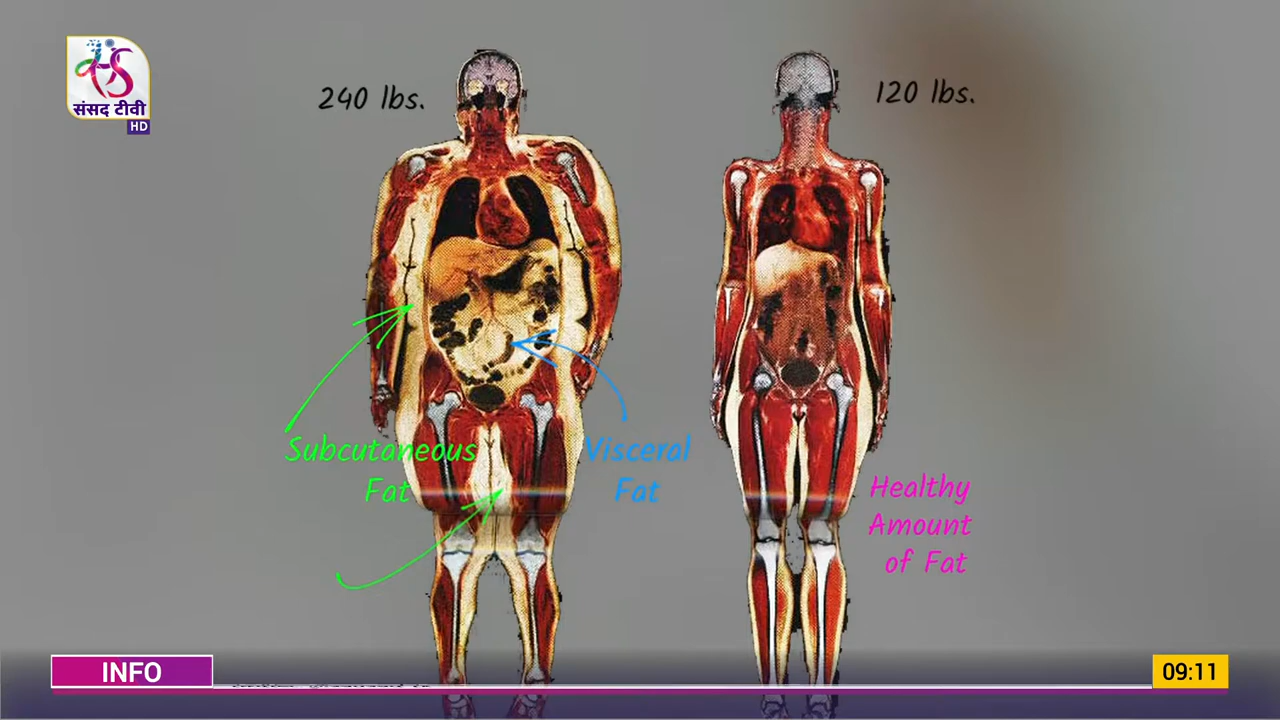 संसद टीवी
HD
240 lbs.
120 lbs.
Subcutaneous
Fat
Visceral
Fat
Healthy
Amount
of Fat
INFO
09:11